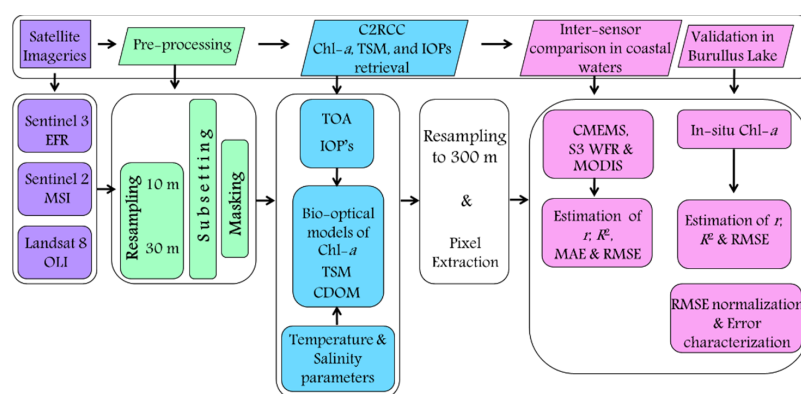 Satellite
Imageries
Pre-processing
C2RCC
Chl-a, TSM, and IOPs
retrieval
Inter-sensor
comparison in coastal
waters
Validation in
Burullus Lake
Sentinel 3
EFR
Sentinel 2
MSI
Landsat 8
OLI
Resampling
10 m
30 m
Subsetting
Masking
TOA
IOP's
Bio-optical
models of
Chl-a
TSM
CDOM
Temperature &
Salinity
parameters
Resampling
to 300 m
&
Pixel
Extraction
CMEMS,
S3 WFR &
MODIS
Estimation of
r; R²,
MAE & RMSE
In-situ Chl-a
Estimation of r;
R² & RMSE
RMSE normalization
& Error
characterization